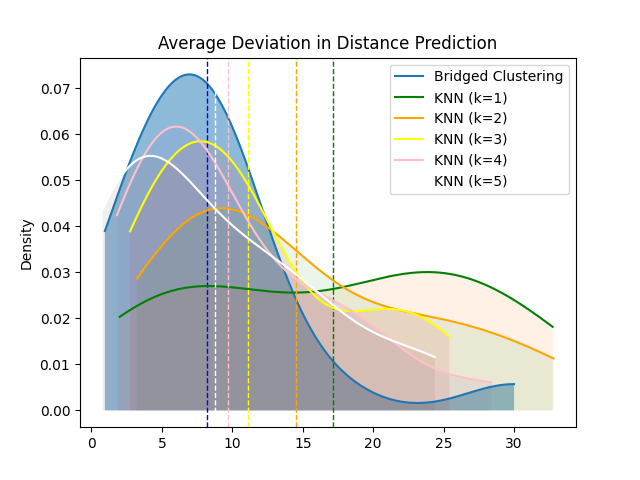 Average Deviation in Distance Prediction
Bridged Clustering
KNN (k=1)
KNN (k=2)
KNN (k=3)
KNN (k=4)
KNN (k=5)
Density
0.07
0.06
0.05
0.04
0.03
0.02
0.01
0.00
0 5 10 15 20 25 30